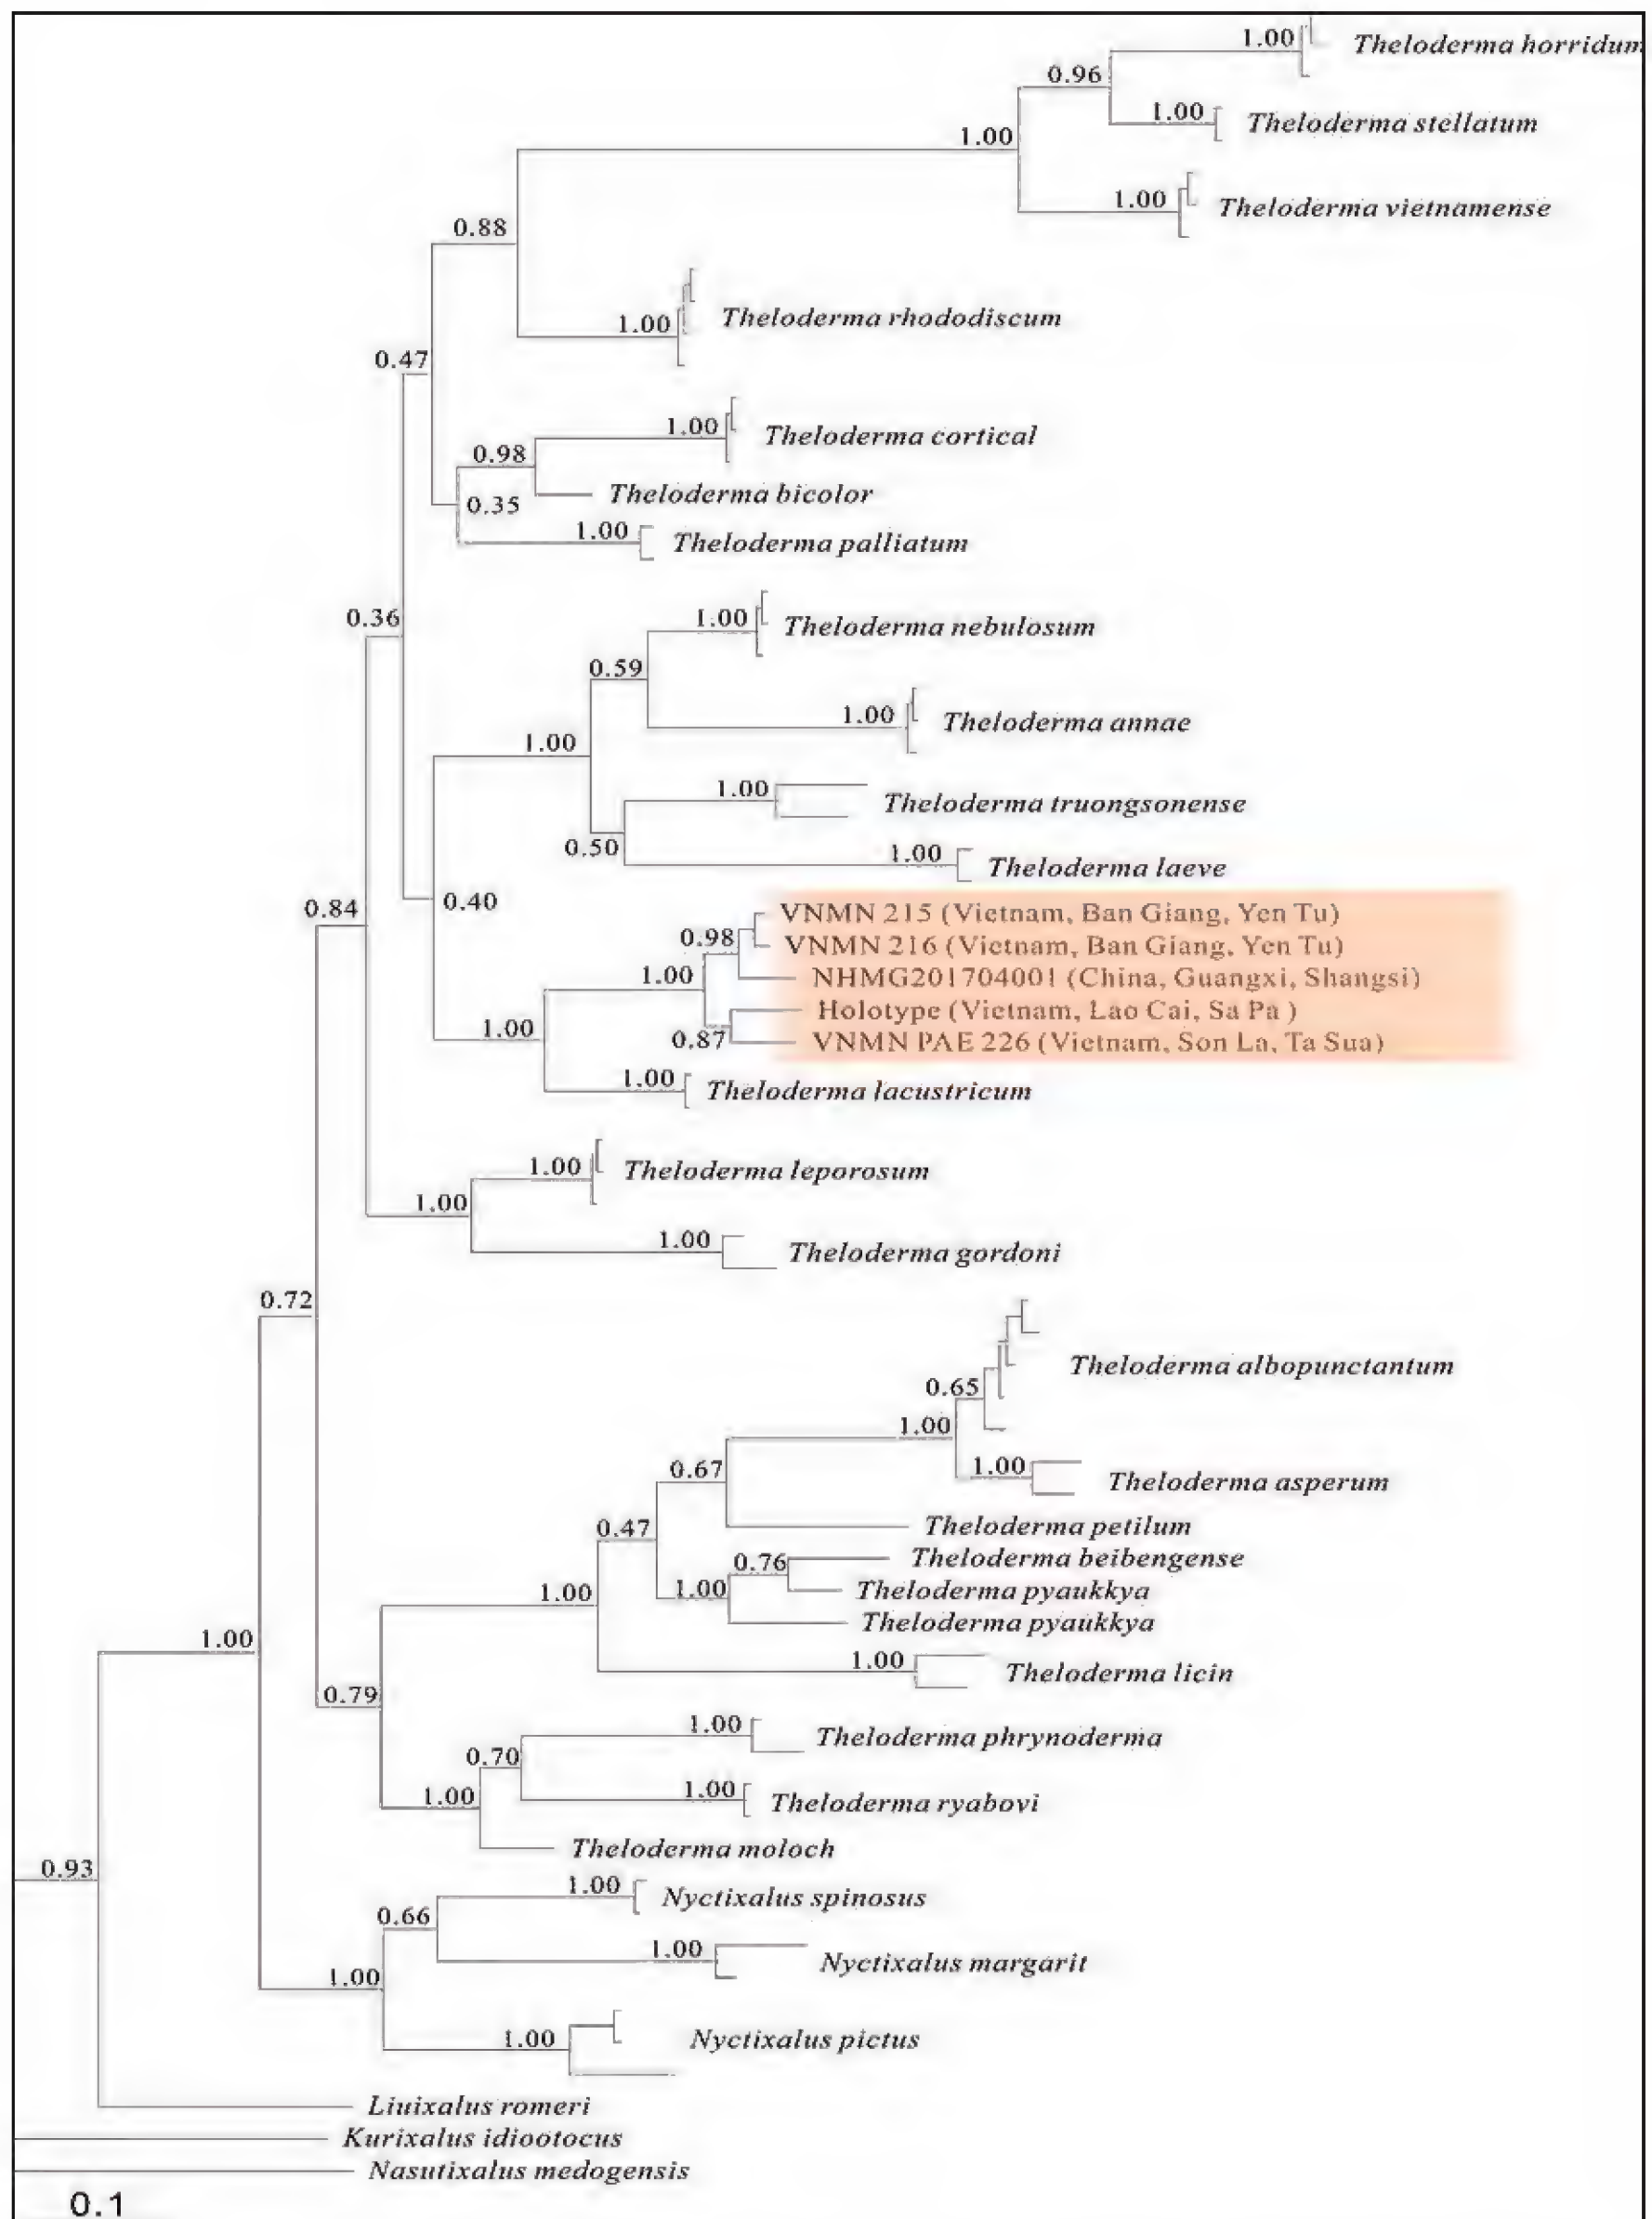 1.00 Theloderma horridum
0.96
1.00 Theloderma stellatum
1.00
1.00 Theloderma vietnamense
0.88
1.00 Theloderma rhododiscum
0.47
1.00 Theloderma cortical
0.98
Theloderma bicolor
0.35
1.00 Theloderma palliatum
0.36
1.00 Theloderma nebulosum
0.59
1.00 Theloderma annae
1.00
1.00 Theloderma truongsonense
0.50
1.00 Theloderma laeve
0.84
0.40
VNMN 215 (Vietnam, Ban Giang, Yen Tu)
0.98 VNMN 216 (Vietnam, Ban Giang, Yen Tu)
1.00 NHMG201704001 (China, Guangxi, Shangsi)
Holotype (Vietnam, Lao Cai, Sa Pa )
1.00
0.87 VNMN PAE 226 (Vietnam, Son La, Ta Sua)
1.00 Theloderma lacustricum
1.00 Theloderma leporosum
1.00
1.00 Theloderma gordoni
0.72
Theloderma albopunctantum
0.65
1.00
1.00 Theloderma asperum
0.67
Theloderma petilum
0.47
Theloderma beibengense
0.76
1.00 Theloderma pyaukkya
1.00
Theloderma pyaukkya
1.00
1.00 Theloderma licin
0.79
1.00 Theloderma phrynoderma
0.70
1.00
1.00 Theloderma ryabovi
Theloderma moloch
0.93
1.00 Nyctixalus spinosus
0.66
1.00 Nyctixalus margarit
1.00
1.00 Nyctixalus pictus
Liuixalus romeri
Kurixalus idiootocus
Nasutixalus medogensis
0.1